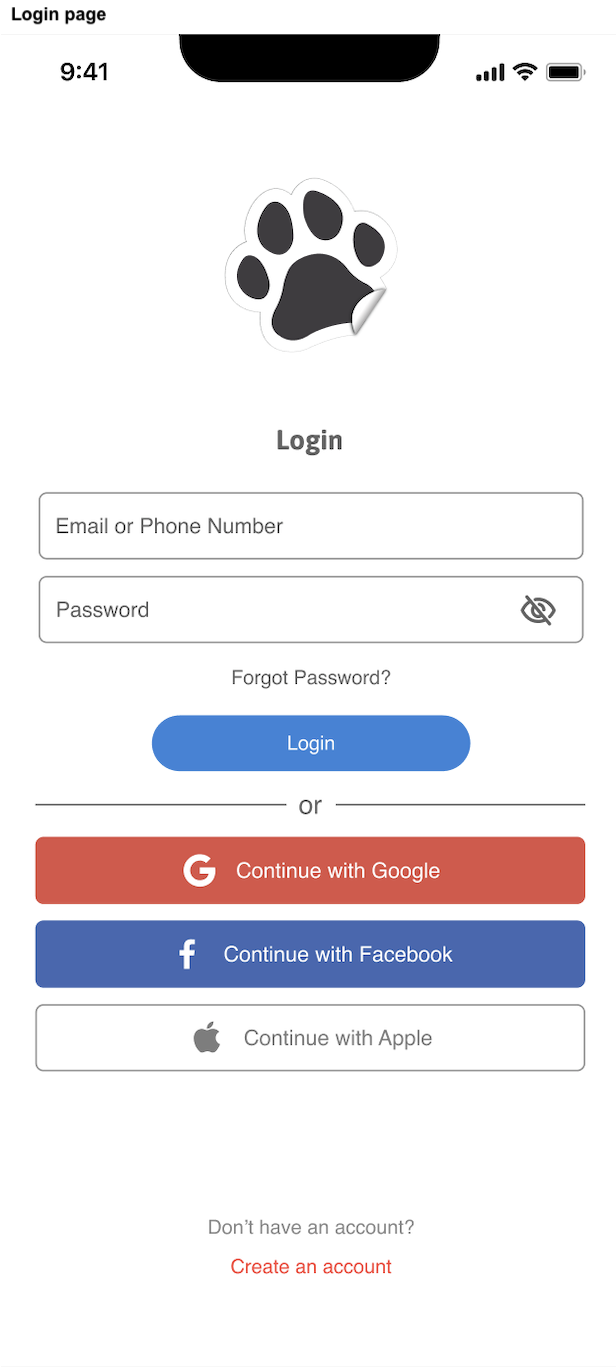 Login page
9:41
Login
Email or Phone Number
Password
Forgot Password?
Login
or
Continue with Google
Continue with Facebook
Continue with Apple
Don’t have an account?
Create an account